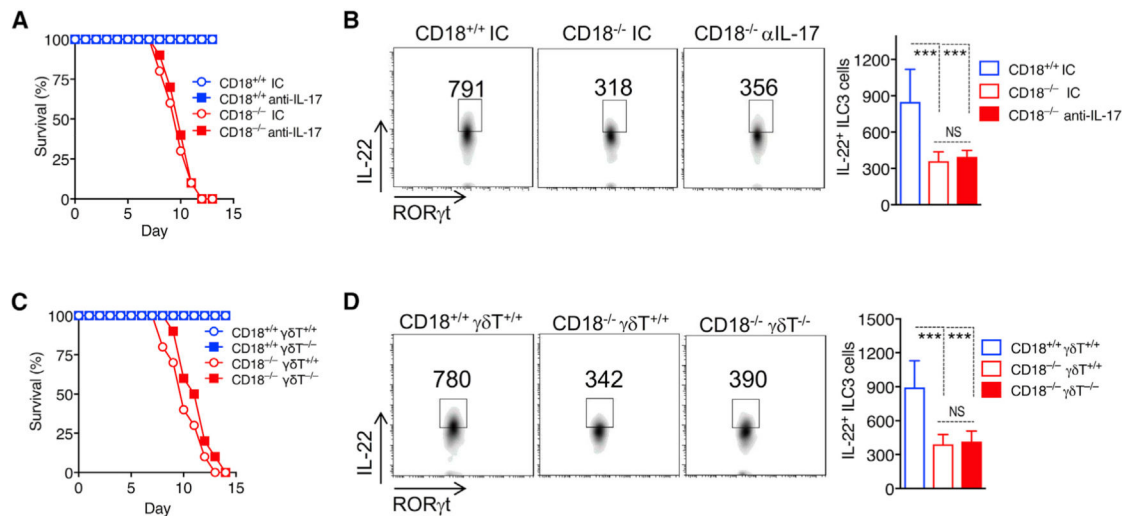 A
Survival (%)
100
75
50
25
0
0 5 10 15
Day
CD18+/+ IC
CD18+/+ anti-IL-17
CD18−/− IC
CD18−/− anti-IL-17
B
CD18+/+ IC
CD18-/- IC
CD18-/- αIL-17
791
318
356
IL-22
RORγt
IL-22+ ILC3 cells
1200
900
600
300
0
***
***
NS
CD18+/+ IC
CD18−/− IC
CD18−/− anti-IL-17
C
Survival (%)
100
75
50
25
0
0 5 10 15
Day
CD18+/+ γδT+/+
CD18+/+ γδT−/−
CD18−/− γδT+/+
CD18−/− γδT−/−
D
CD18+/+ γδT+/+
CD18-/- γδT+/+
CD18-/- γδT-/-
780
342
390
IL-22
RORγt
IL-22+ ILC3 cells
1500
1200
900
600
300
0
***
***
NS
CD18+/+ γδT+/+
CD18−/− γδT+/+
CD18−/− γδT−/−